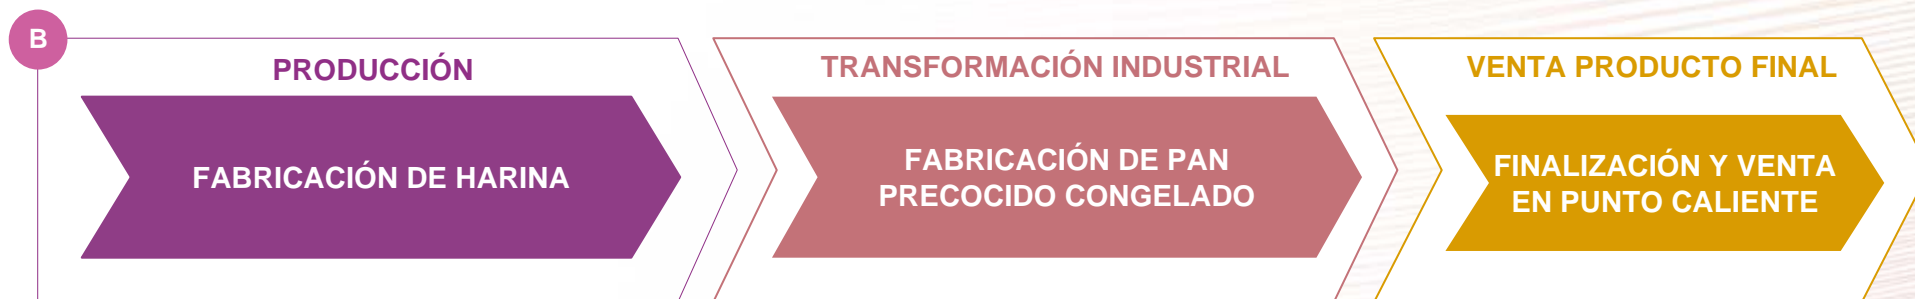 B
PRODUCCIÓN
FABRICACIÓN DE HARINA
TRANSFORMACIÓN INDUSTRIAL
FABRICACIÓN DE PAN
PRECOCIDO CONGELADO
VENTA PRODUCTO FINAL
FINALIZACIÓN Y VENTA
EN PUNTO CALIENTE